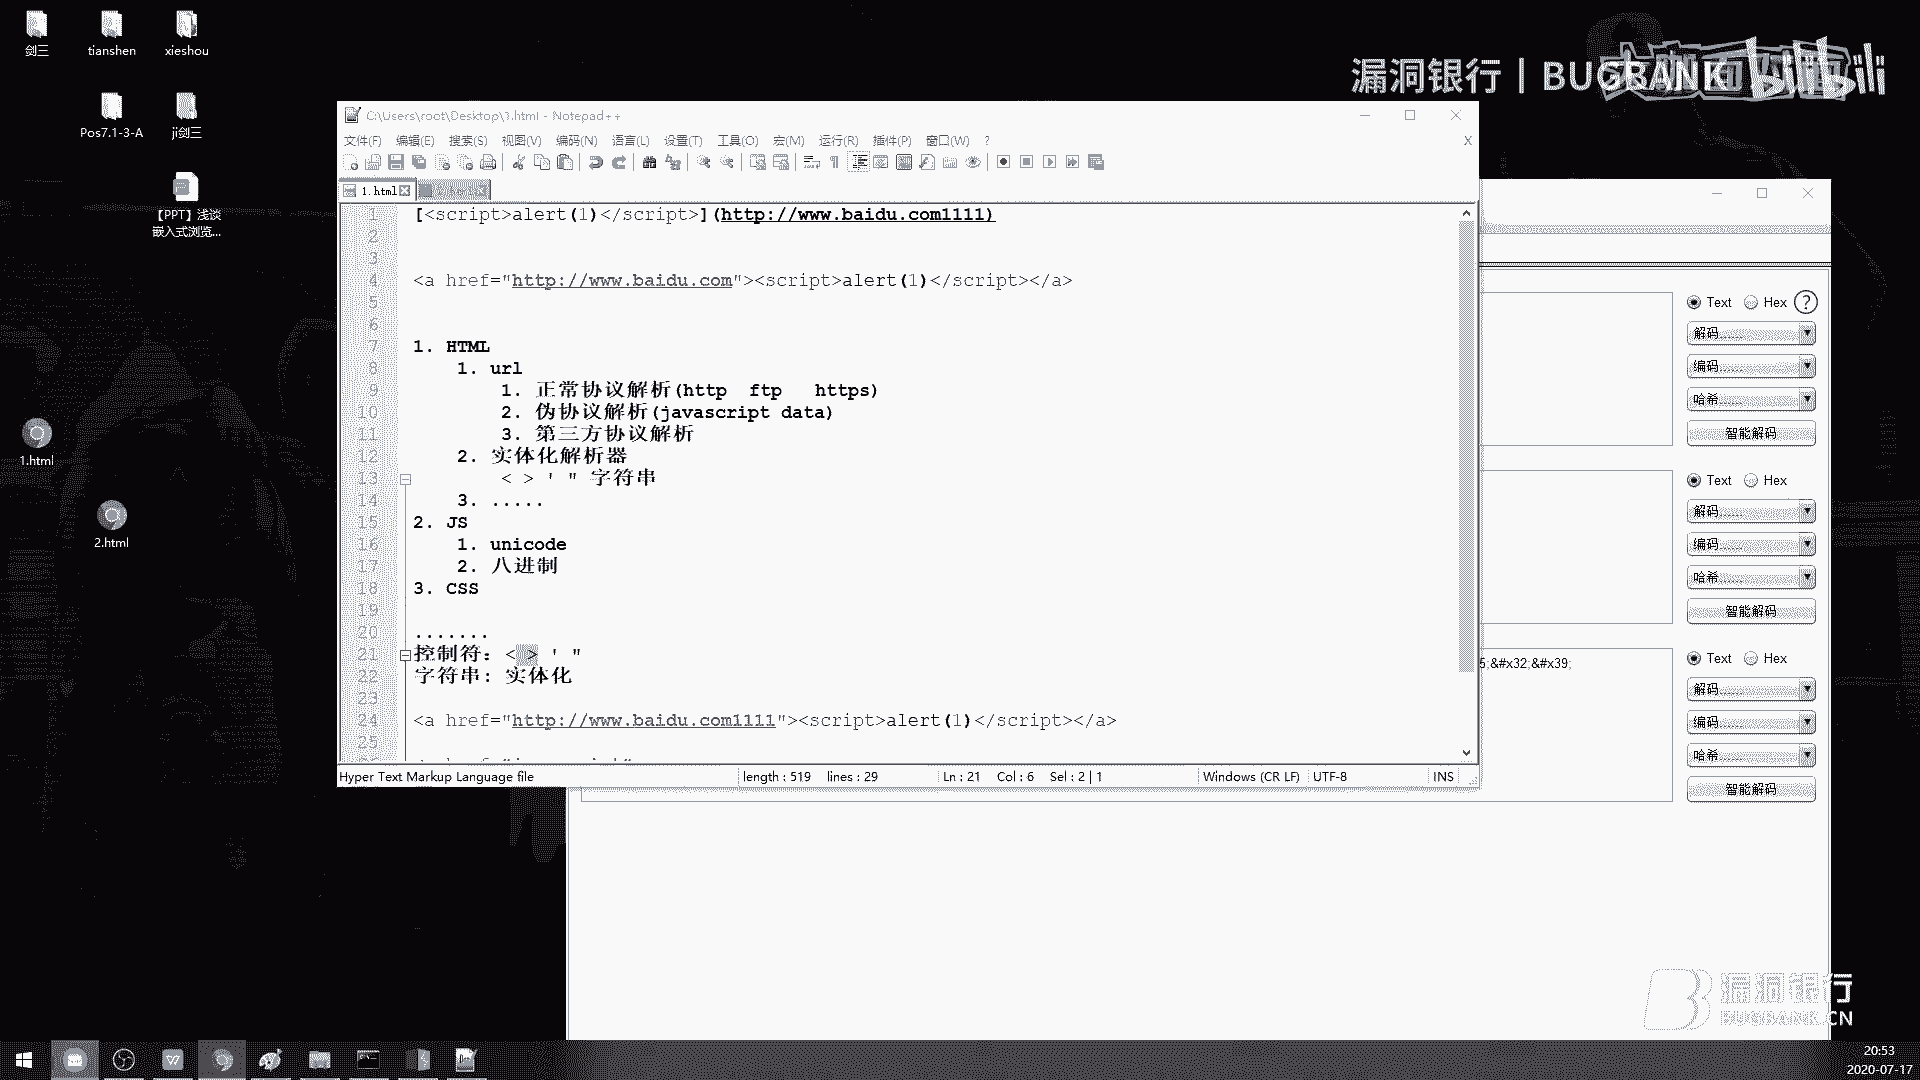 剑三
tianshen
xieshou
Pos7.1-3-A
ji剑三
【PPT】浅谈
嵌入式浏览...
1.html
2.html
漏洞银行 | BUGBANK
bilibili
C:\Users\root\Desktop\1.html - Notepad++
文件(F) 编辑(E) 搜索(S) 视图(V) 编码(N) 语言(L) 设置(T) 工具(O) 宏(M) 运行(R) 插件(P) 窗口(W) ? X
1.html
1 [<script>alert(1)</script>](http://www.baidu.com1111)
2
3
4 <a href="http://www.baidu.com"><script>alert(1)</script></a>
5
6
7 1. HTML
8 1. url
9 1. 正常协议解析(http ftp https)
10 2. 伪协议解析(javascript data)
11 3. 第三方协议解析
12 2. 实体化解析器
13 < > ' " 字符串
14 3. .....
15 2. JS
16 1. unicode
17 2. 八进制
18 3. CSS
19
20 .......
21 控制符: < > ' "
22 字符串: 实体化
23
24 <a href="http://www.baidu.com1111"><script>alert(1)</script></a>
25
Hyper Text Markup Language file length : 519 lines : 29 Ln : 21 Col : 6 Sel : 2 | 1 Windows (CR LF) UTF-8 INS
Text Hex ?
解码......
编码......
哈希......
智能解码
Text Hex
解码......
编码......
哈希......
智能解码
5;&#x32;&#x39;
Text Hex
解码......
编码......
哈希......
智能解码
漏洞银行
BUGBANK.CN
20:53
2020-07-17